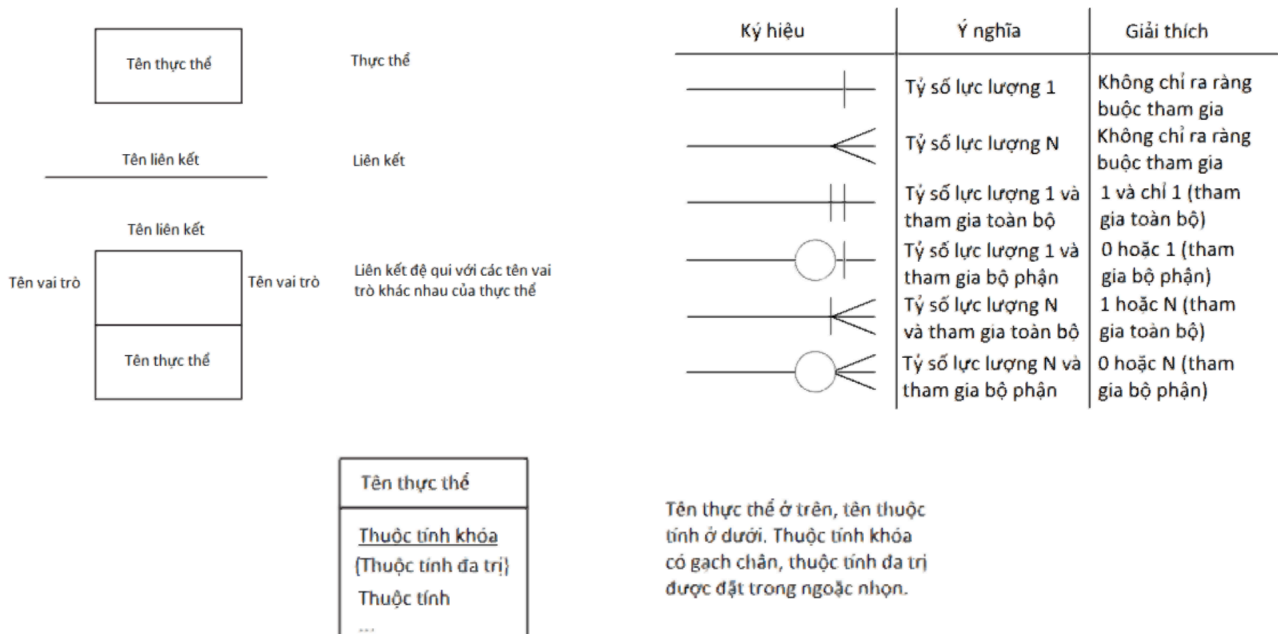 Tên thực thể
Thực thể
Tên liên kết
Liên kết
Tên liên kết
Tên vai trò
Tên vai trò
Liên kết đệ qui với các tên vai
trò khác nhau của thực thể
Tên thực thể
Ký hiệu
Ý nghĩa
Giải thích
Tỷ số lực lượng 1
Không chỉ ra ràng
buộc tham gia
Tỷ số lực lượng N
Không chỉ ra ràng
buộc tham gia
Tỷ số lực lượng 1 và
tham gia toàn bộ
1 và chỉ 1 (tham
gia toàn bộ)
Tỷ số lực lượng 1 và
tham gia bộ phận
0 hoặc 1 (tham
gia bộ phận)
Tỷ số lực lượng N
và tham gia toàn bộ
1 hoặc N (tham
gia toàn bộ)
Tỷ số lực lượng N và
tham gia bộ phận
0 hoặc N (tham
gia bộ phận)
Tên thực thể
Thuộc tính khóa
{Thuộc tính đa trị}
Thuộc tính
...
Tên thực thể ở trên, tên thuộc
tính ở dưới. Thuộc tính khóa
có gạch chân, thuộc tính đa trị
được đặt trong ngoặc nhọn.